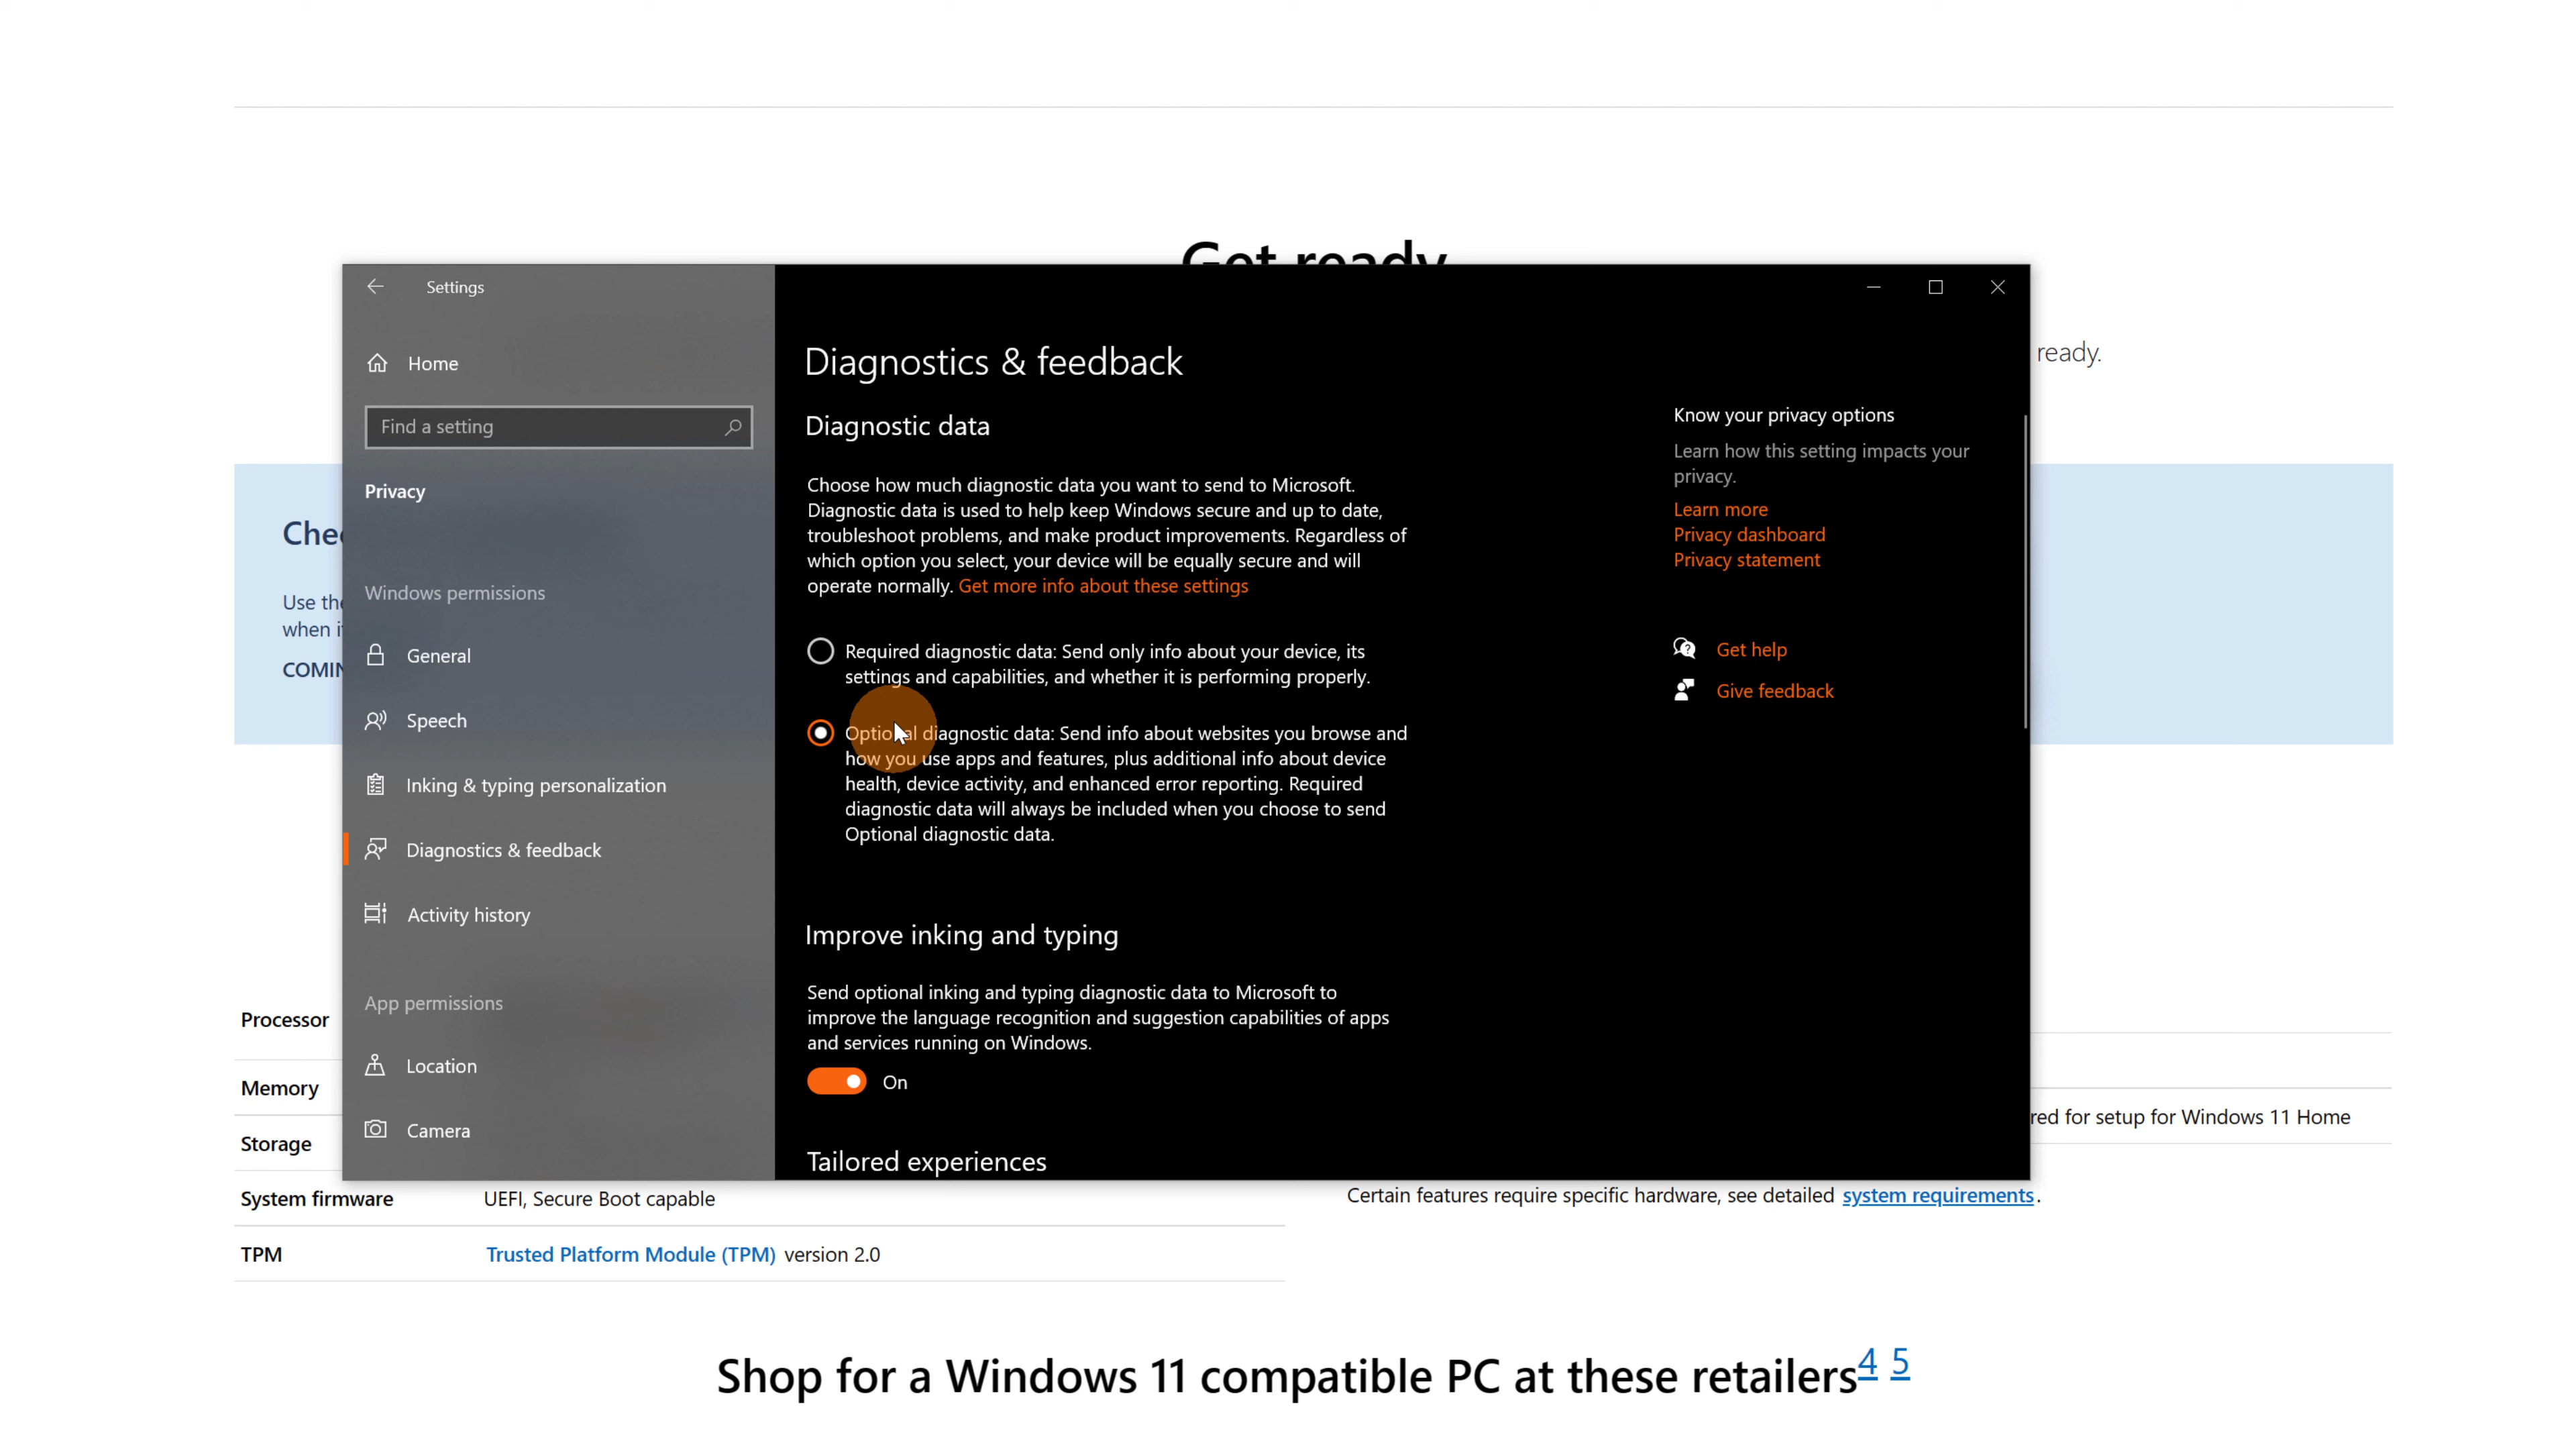 Get ready
ready.
Settings
Home
Find a setting
Privacy
Windows permissions
General
Speech
Inking & typing personalization
Diagnostics & feedback
Activity history
App permissions
Location
Camera
Diagnostics & feedback
Diagnostic data
Choose how much diagnostic data you want to send to Microsoft.
Diagnostic data is used to help keep Windows secure and up to date,
troubleshoot problems, and make product improvements. Regardless of
which option you select, your device will be equally secure and will
operate normally. Get more info about these settings
Required diagnostic data: Send only info about your device, its
settings and capabilities, and whether it is performing properly.
Optional diagnostic data: Send info about websites you browse and
how you use apps and features, plus additional info about device
health, device activity, and enhanced error reporting. Required
diagnostic data will always be included when you choose to send
Optional diagnostic data.
Improve inking and typing
Send optional inking and typing diagnostic data to Microsoft to
improve the language recognition and suggestion capabilities of apps
and services running on Windows.
On
Tailored experiences
Know your privacy options
Learn how this setting impacts your
privacy.
Learn more
Privacy dashboard
Privacy statement
Get help
Give feedback
Use the
when
Processor
Memory
Storage
System firmware UEFI, Secure Boot capable
TPM Trusted Platform Module (TPM) version 2.0
for setup for Windows 11 Home
Certain features require specific hardware, see detailed system requirements.
Shop for a Windows 11 compatible PC at these retailers4 5